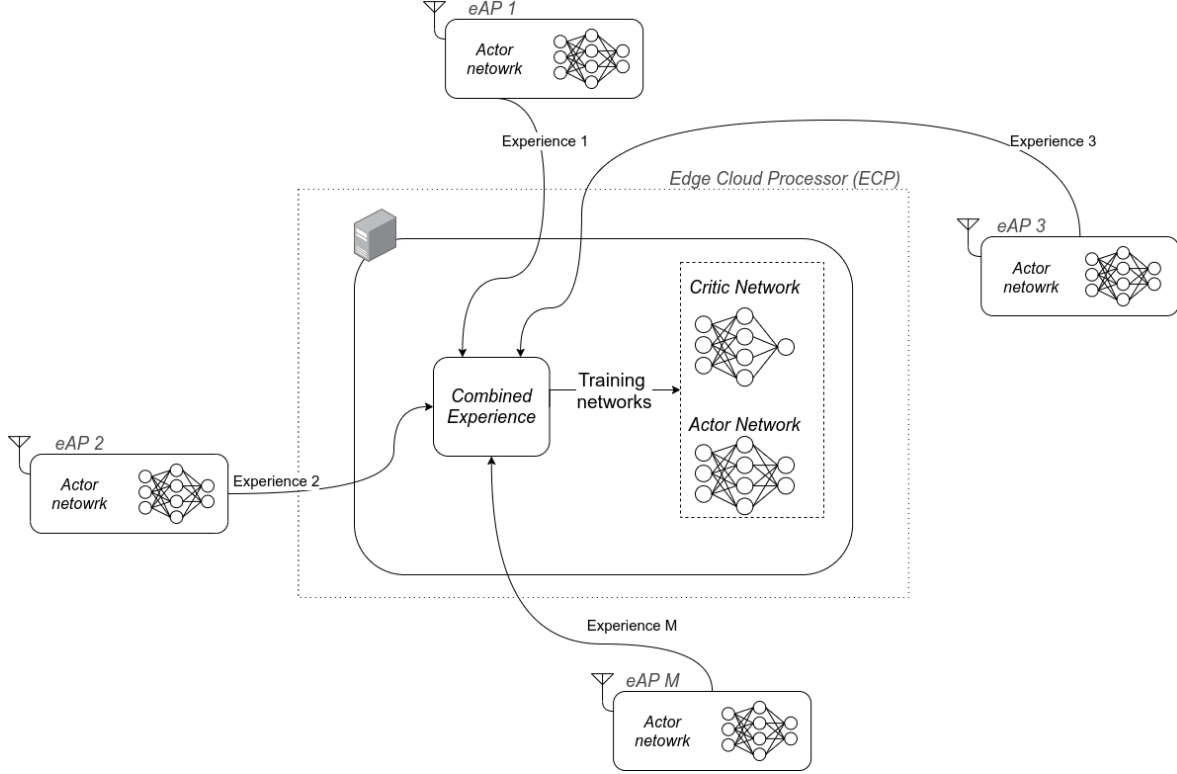 eAP 1
Actor
netowrk
Experience 1
Experience 3
Edge Cloud Processor (ECP)
eAP 3
Actor
netowrk
Critic Network
Combined
Experience
Training
networks
Actor Network
eAP 2
Actor
netowrk
Experience 2
Experience M
eAP M
Actor
netowrk